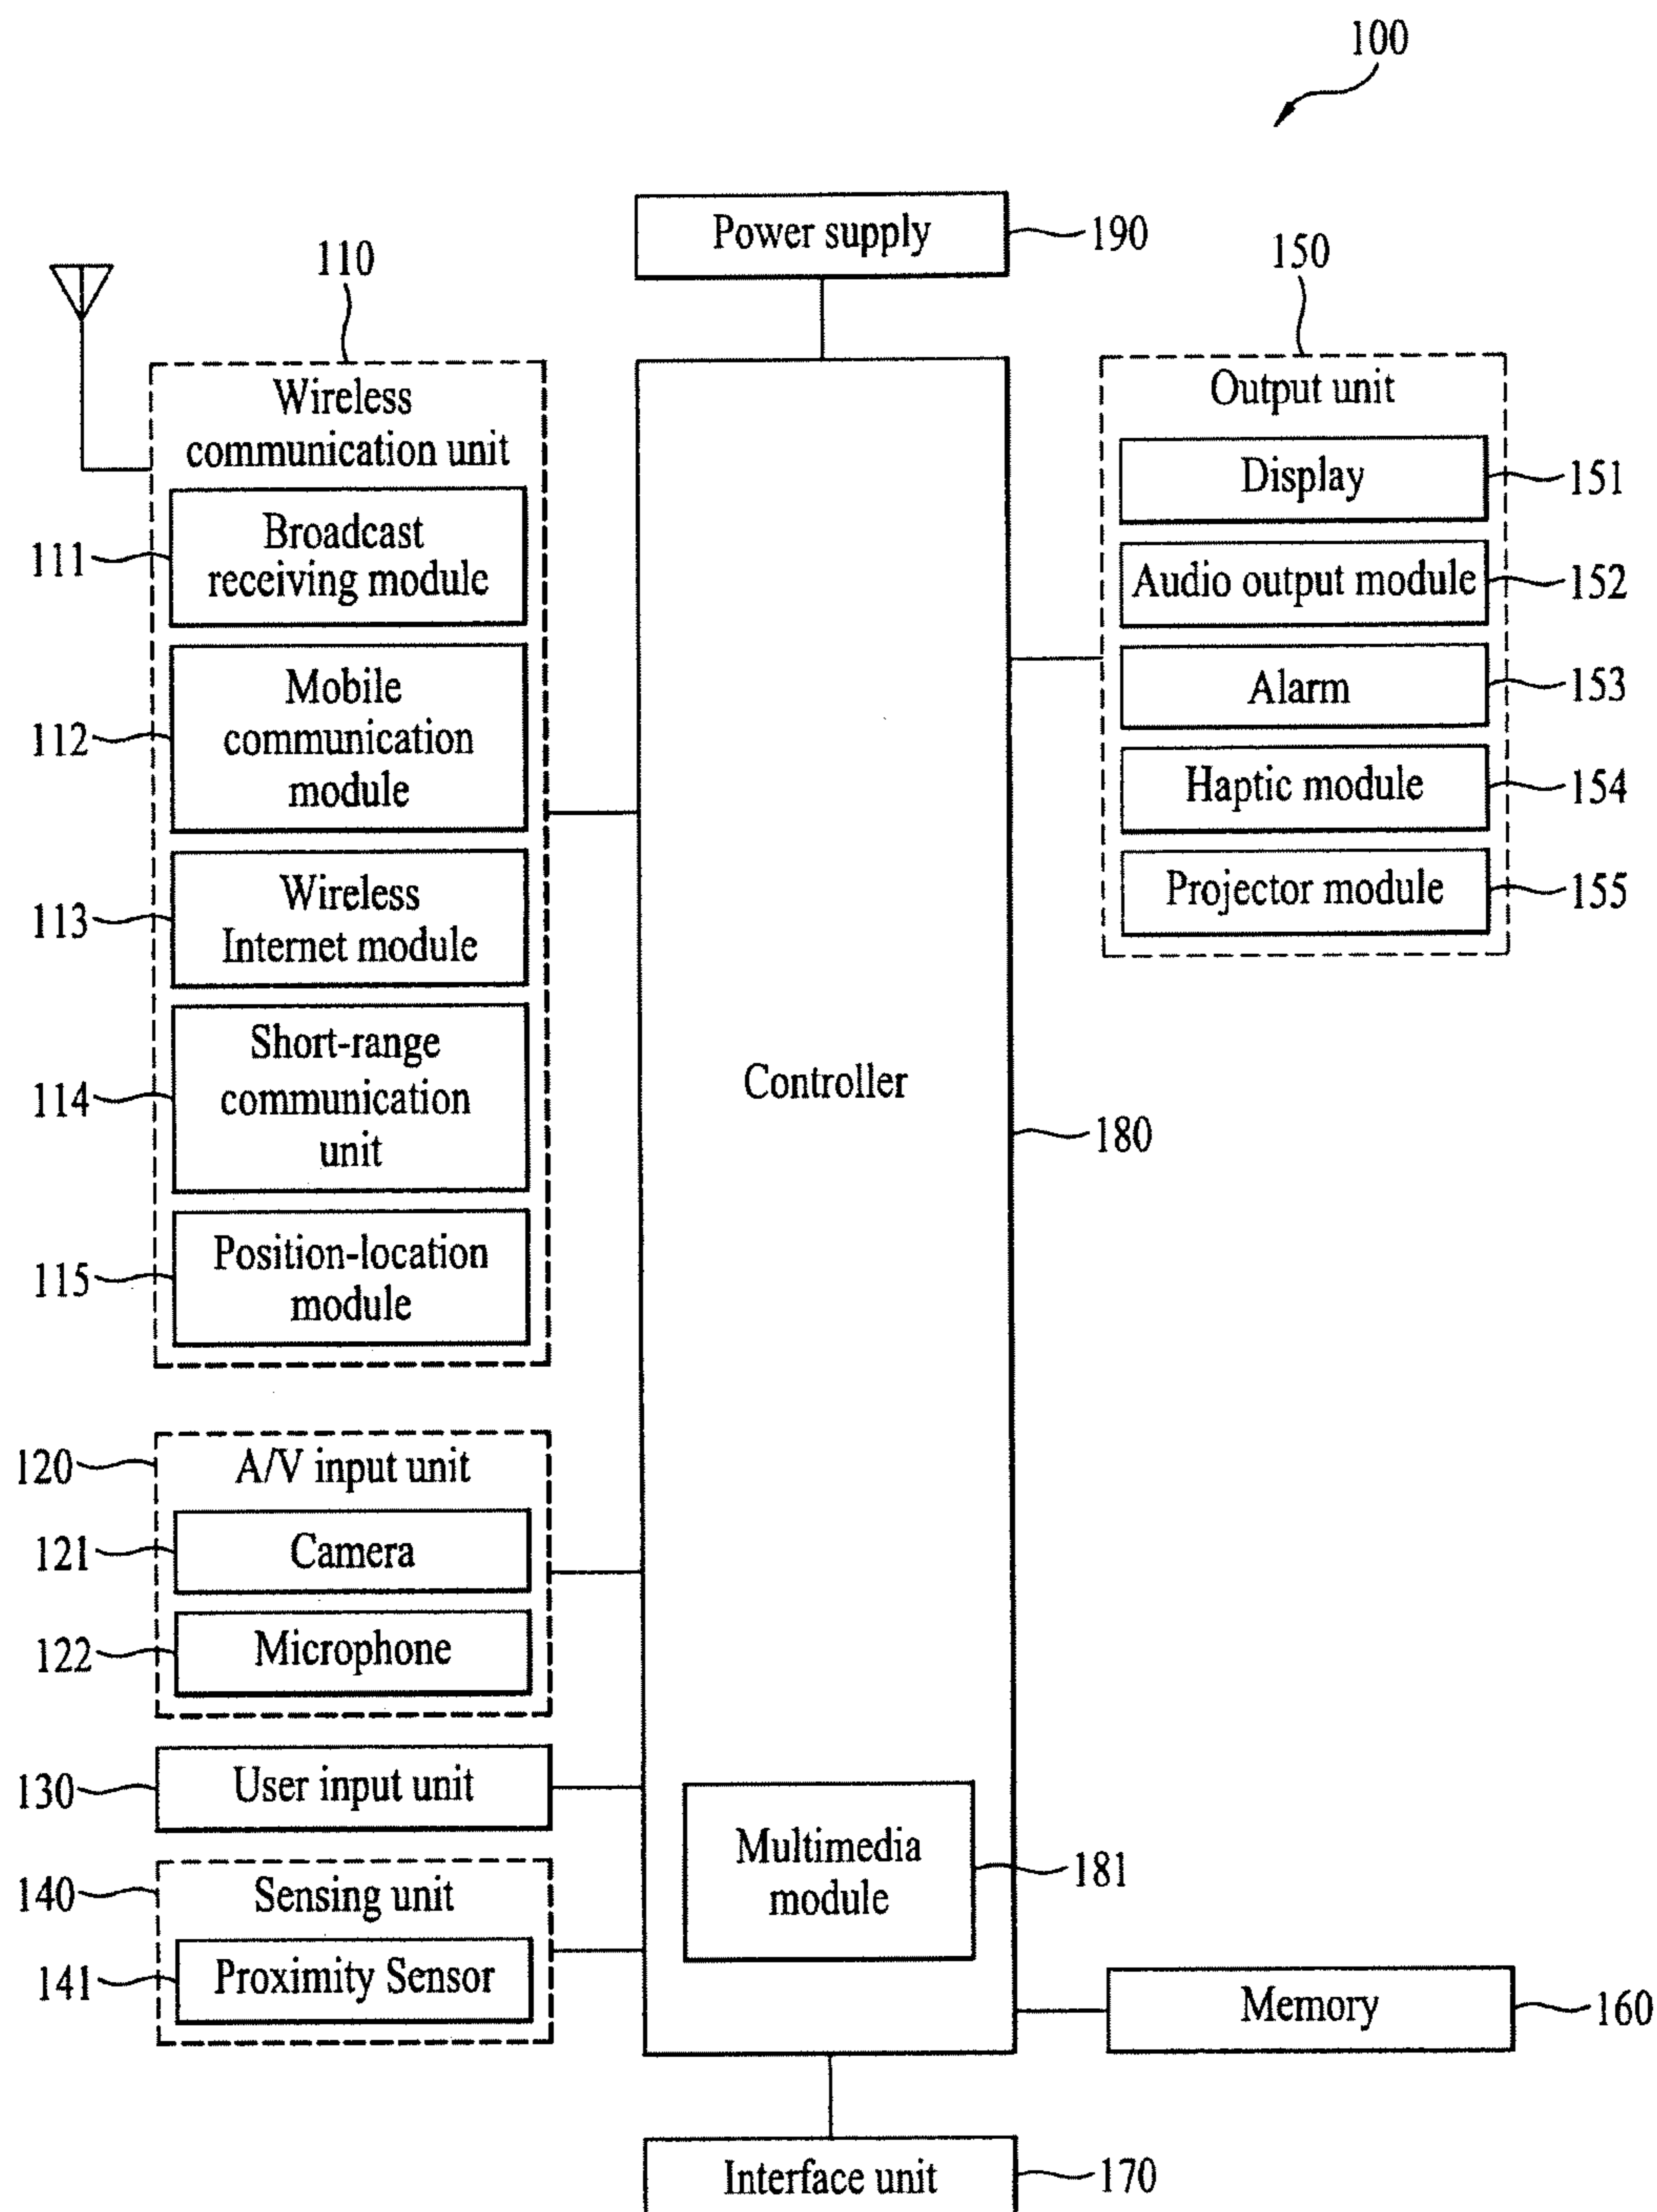 100
Power supply
190
110
Wireless
communication unit
111
Broadcast
receiving module
112
Mobile
communication
module
113
Wireless
Internet module
114
Short-range
communication
unit
115
Position-location
module
120
A/V input unit
121
Camera
122
Microphone
130
User input unit
140
Sensing unit
141
Proximity Sensor
Controller
180
Multimedia
module
181
150
Output unit
Display
151
Audio output module
152
Alarm
153
Haptic module
154
Projector module
155
Memory
160
Interface unit
170